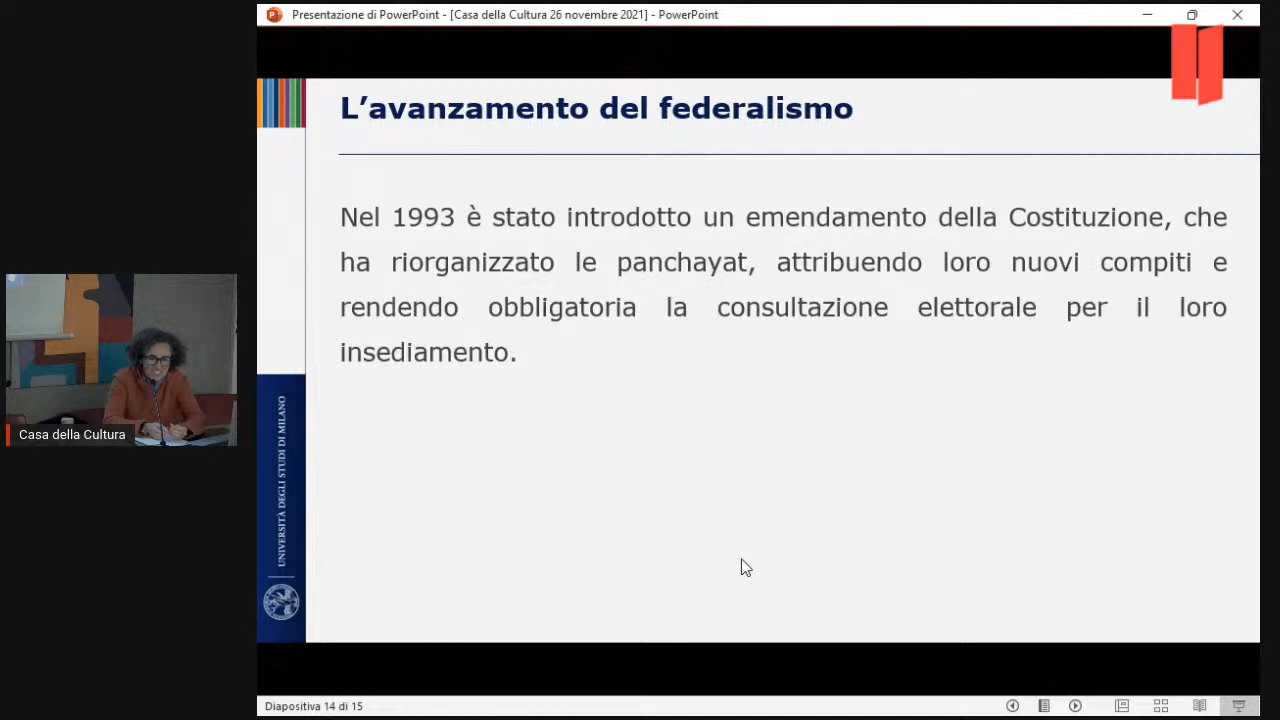 Presentazione di PowerPoint - [Casa della Cultura 26 novembre 2021] - PowerPoint
L’avanzamento del federalismo
Nel 1993 è stato introdotto un emendamento della Costituzione, che
ha riorganizzato le panchayat, attribuendo loro nuovi compiti e
rendendo obbligatoria la consultazione elettorale per il loro
insediamento.
Casa della Cultura
UNIVERSITÀ DEGLI STUDI DI MILANO
Diapositiva 14 di 15